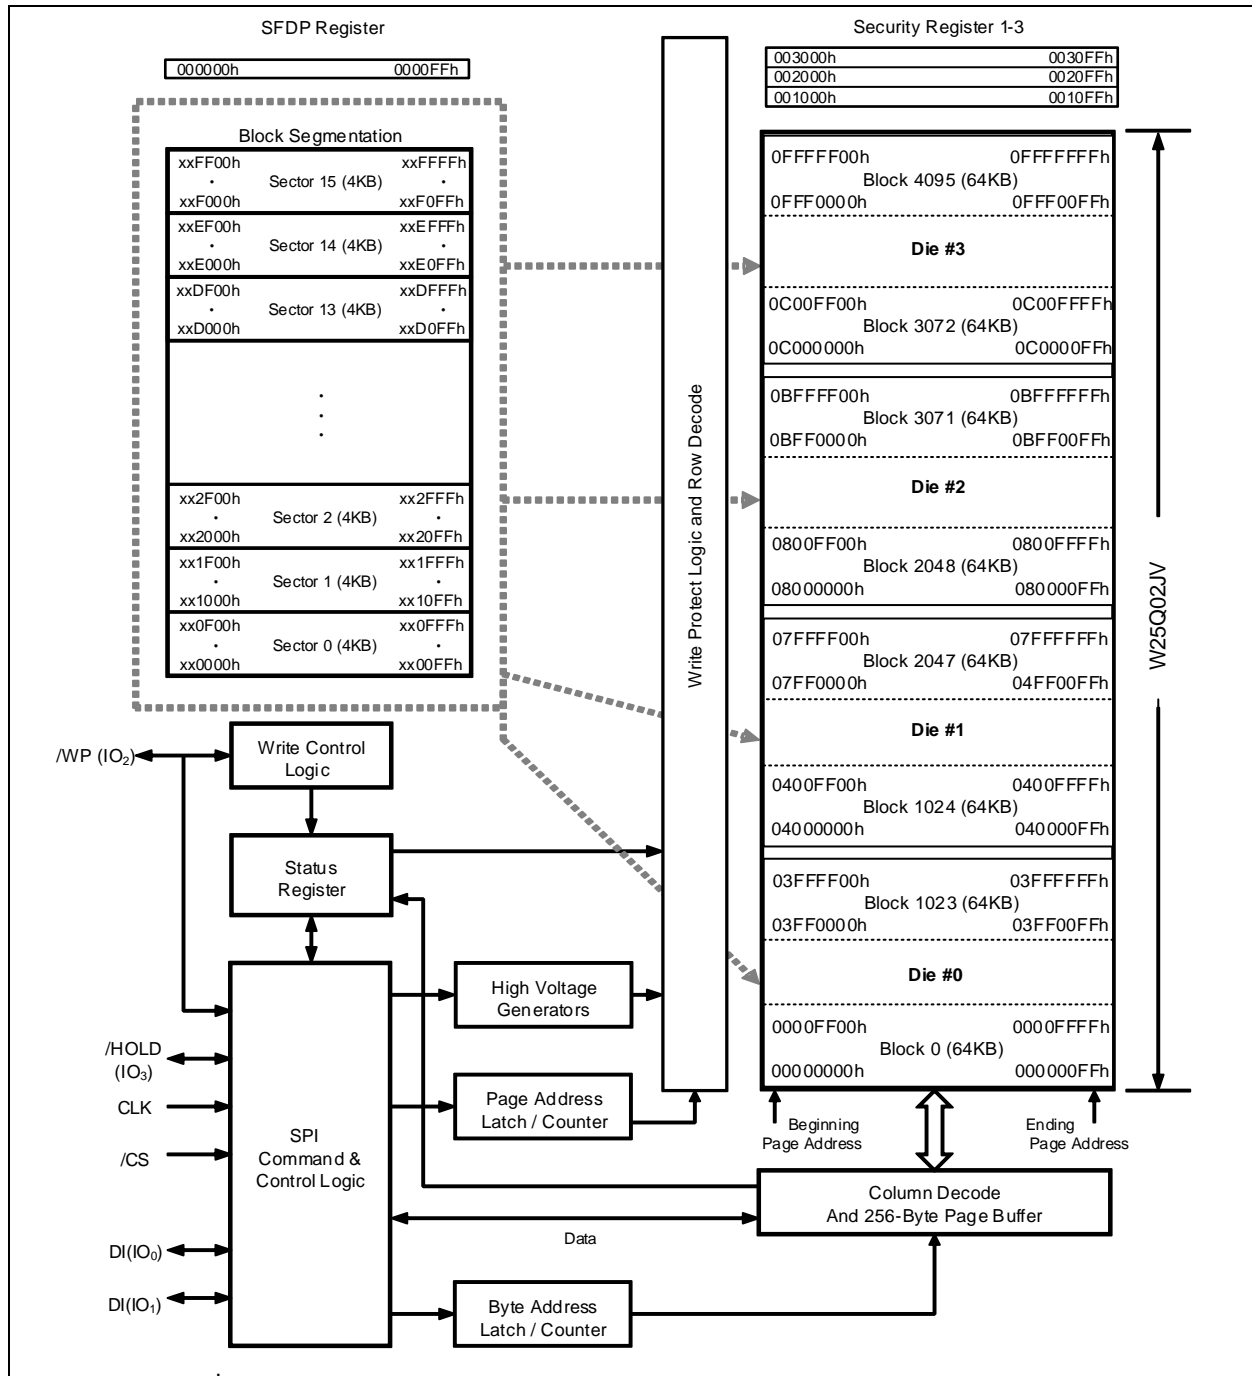 SFDP Register
000000h 0000FFh
Block Segmentation
xxFF00h xxFFFFh
Sector 15 (4KB)
xxF000h xxF0FFh
xxEF00h xxEFFFh
Sector 14 (4KB)
xxE000h xxE0FFh
xxDF00h xxDFFFh
Sector 13 (4KB)
xxD000h xxD0FFh
xx2F00h xx2FFFh
Sector 2 (4KB)
xx2000h xx20FFh
xx1F00h xx1FFFh
Sector 1 (4KB)
xx1000h xx10FFh
xx0F00h xx0FFFh
Sector 0 (4KB)
xx0000h xx00FFh
Write Protect Logic and Row Decode
Security Register 1-3
003000h 0030FFh
002000h 0020FFh
001000h 0010FFh
0FFFFF00h 0FFFFFFFh
Block 4095 (64KB)
0FFF0000h 0FFF00FFh
Die #3
0C00FF00h 0C00FFFFh
Block 3072 (64KB)
0C000000h 0C0000FFh
0BFFFF00h 0BFFFFFFh
Block 3071 (64KB)
0BFF0000h 0BFF00FFh
Die #2
0800FF00h 0800FFFFh
Block 2048 (64KB)
08000000h 080000FFh
07FFFF00h 07FFFFFFh
Block 2047 (64KB)
07FF0000h 04FF00FFh
Die #1
0400FF00h 0400FFFFh
Block 1024 (64KB)
04000000h 040000FFh
03FFFF00h 03FFFFFFh
Block 1023 (64KB)
03FF0000h 03FF00FFh
Die #0
0000FF00h 0000FFFFh
Block 0 (64KB)
00000000h 000000FFh
W25Q02JV
Beginning
Page Address
Ending
Page Address
/WP (IO₂)
Write Control
Logic
Status
Register
High Voltage
Generators
/HOLD
(IO₃)
CLK
/CS
SPI
Command &
Control Logic
Page Address
Latch / Counter
Column Decode
And 256-Byte Page Buffer
Data
DI(IO₀)
DI(IO₁)
Byte Address
Latch / Counter